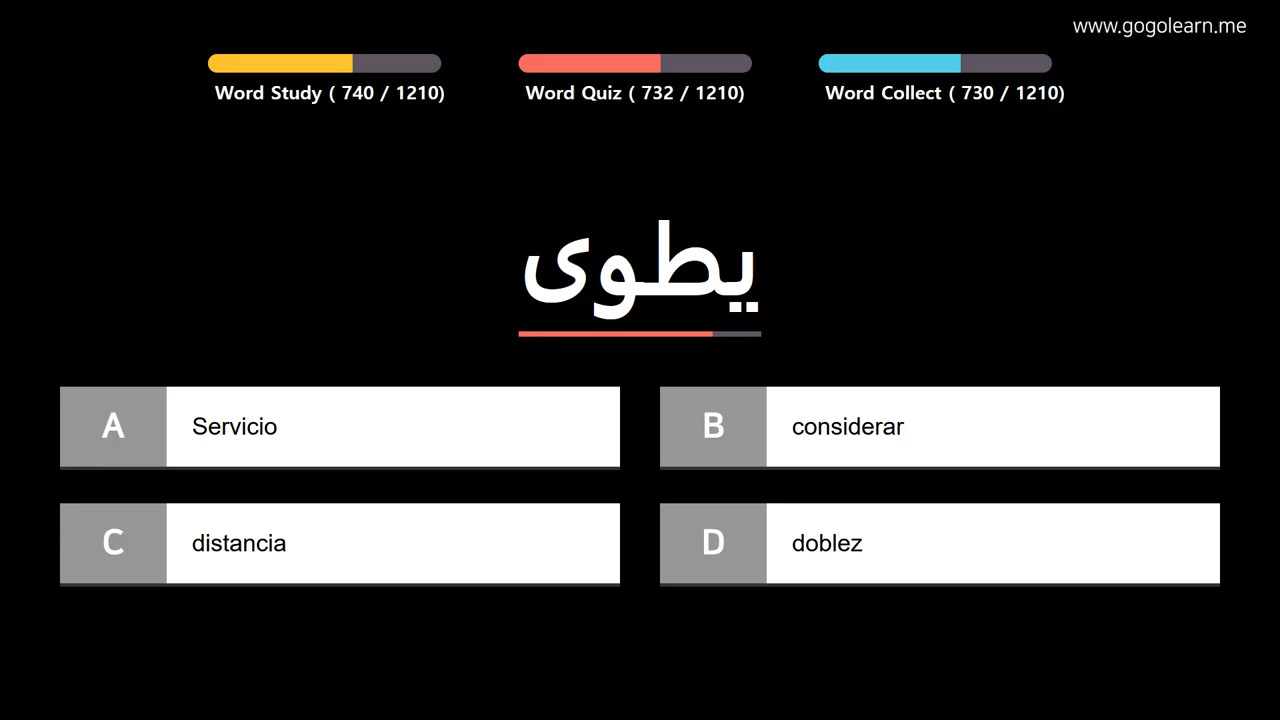 www.gogolearn.me
Word Study ( 740 / 1210)
Word Quiz ( 732 / 1210)
Word Collect ( 730 / 1210)
يطوى
A
Servicio
B
considerar
C
distancia
D
doblez